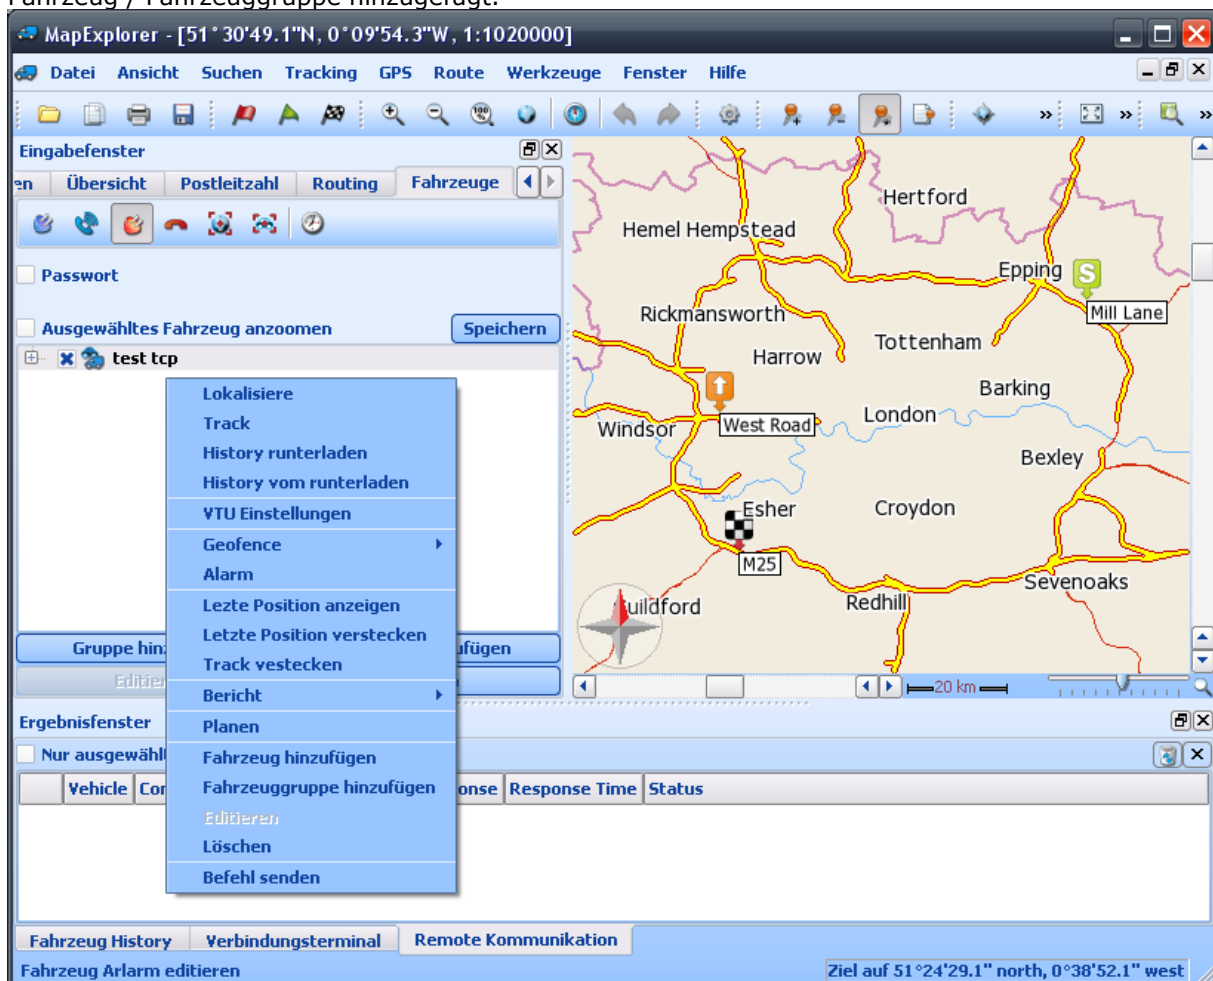 Fahrzeug / Fahrzeuggruppe hinzugefügt.
MapExplorer - [51°30'49.1"N, 0°09'54.3"W, 1:1020000]
Datei Ansicht Suchen Tracking GPS Route Werkzeuge Fenster Hilfe
Eingabefenster
en Übersicht Postleitzahl Routing Fahrzeuge
Passwort
Ausgewähltes Fahrzeug anzoomen Speichern
test tcp
Lokalisiere
Track
History runterladen
History vom runterladen
VTU Einstellungen
Geofence
Alarm
Lezte Position anzeigen
Letzte Position verstecken
Track vestecken
Bericht
Planen
Fahrzeug hinzufügen
Fahrzeuggruppe hinzufügen
Editieren
Löschen
Befehl senden
Gruppe hin ufügen
Editier
Hertford
Hemel Hempstead
Epping
S
Mill Lane
Rickmansworth
Tottenham
Harrow
Barking
London
West Road
Windsor
Bexley
Esher
Croydon
M25
Sevenoaks
Guildford
Redhill
20 km
Ergebnisfenster
Nur ausgewähl
Vehicle Cor onse Response Time Status
Fahrzeug History Verbindungsterminal Remote Kommunikation
Fahrzeug Arlarm editieren Ziel auf 51°24'29.1" north, 0°38'52.1" west